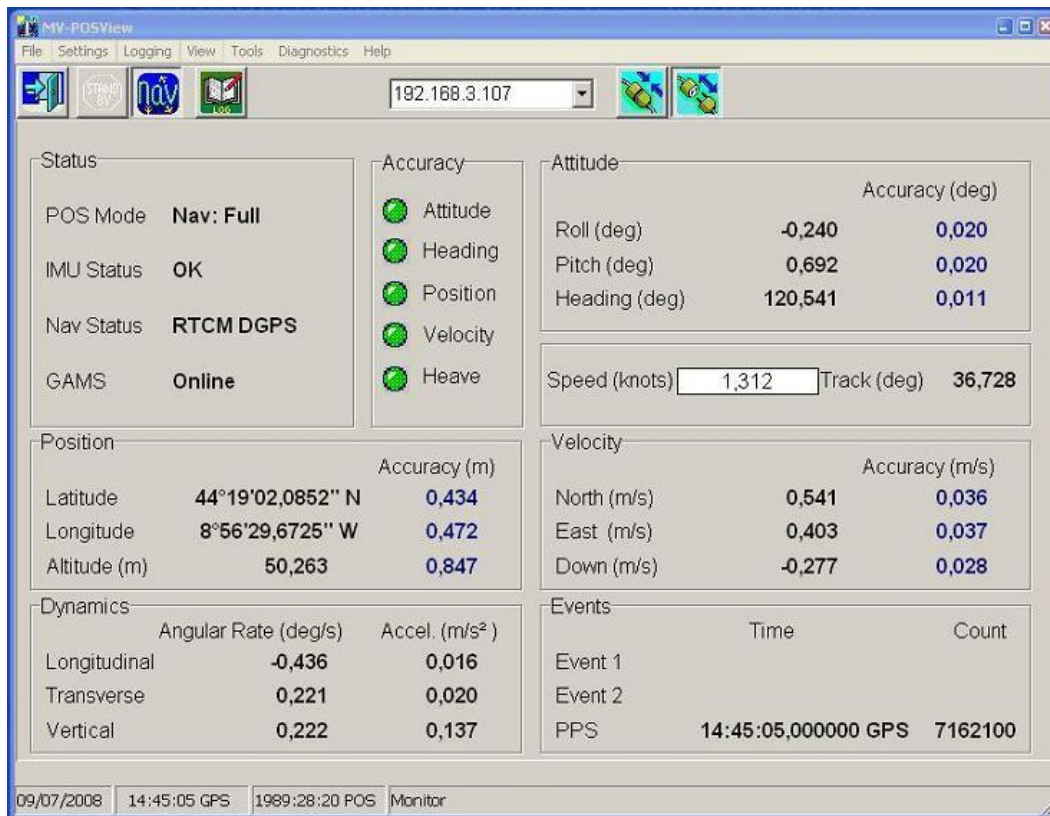 MV-POSView
File Settings Logging View Tools Diagnostics Help
STAND BY nav LOG 192.168.3.107
Status
POS Mode Nav: Full
IMU Status OK
Nav Status RTCM DGPS
GAMS Online
Accuracy
Attitude
Heading
Position
Velocity
Heave
Attitude
Accuracy (deg)
Roll (deg) -0,240 0,020
Pitch (deg) 0,692 0,020
Heading (deg) 120,541 0,011
Speed (knots) 1,312 Track (deg) 36,728
Position
Accuracy (m)
Latitude 44°19'02,0852" N 0,434
Longitude 8°56'29,6725" W 0,472
Altitude (m) 50,263 0,847
Velocity
Accuracy (m/s)
North (m/s) 0,541 0,036
East (m/s) 0,403 0,037
Down (m/s) -0,277 0,028
Dynamics
Angular Rate (deg/s) Accel. (m/s²)
Longitudinal -0,436 0,016
Transverse 0,221 0,020
Vertical 0,222 0,137
Events
Time Count
Event 1
Event 2
PPS 14:45:05,000000 GPS 7162100
09/07/2008 14:45:05 GPS 1989:28:20 POS Monitor